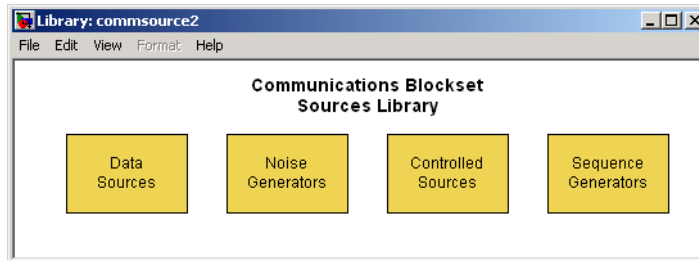 Library: commsource2
File Edit View Format Help
Communications Blockset
Sources Library
Data
Sources
Noise
Generators
Controlled
Sources
Sequence
Generators